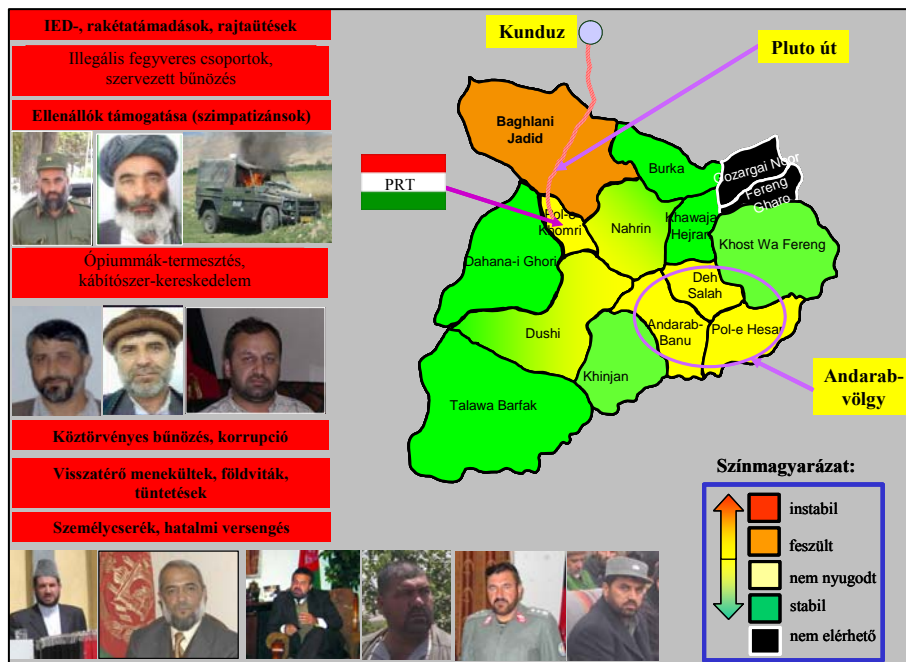 IED-, rakétatámadások, rajtaütések
Illegális fegyveres csoportok,
szervezett bűnözés
Ellenállók támogatása (szimpatizánsok)
Ópiummák-termesztés,
kábítószer-kereskedelem
Köztörvényes bűnözés, korrupció
Visszatérő menekültek, földviták,
tüntetések
Személycserék, hatalmi versengés
Kunduz
Pluto út
Baghlani
Jadid
Burka
Gozargai Noor
Fereng
Gharo
PRT
Pol-e
Khomri
Nahrin
Khawaja
Hejran
Khost Wa Fereng
Dahana-i Ghori
Deh
Salah
Dushi
Andarab-
Banu
Pol-e Hesar
Khinjan
Talawa Barfak
Andarab-
völgy
Színmagyarázat:
instabil
feszült
nem nyugodt
stabil
nem elérhető